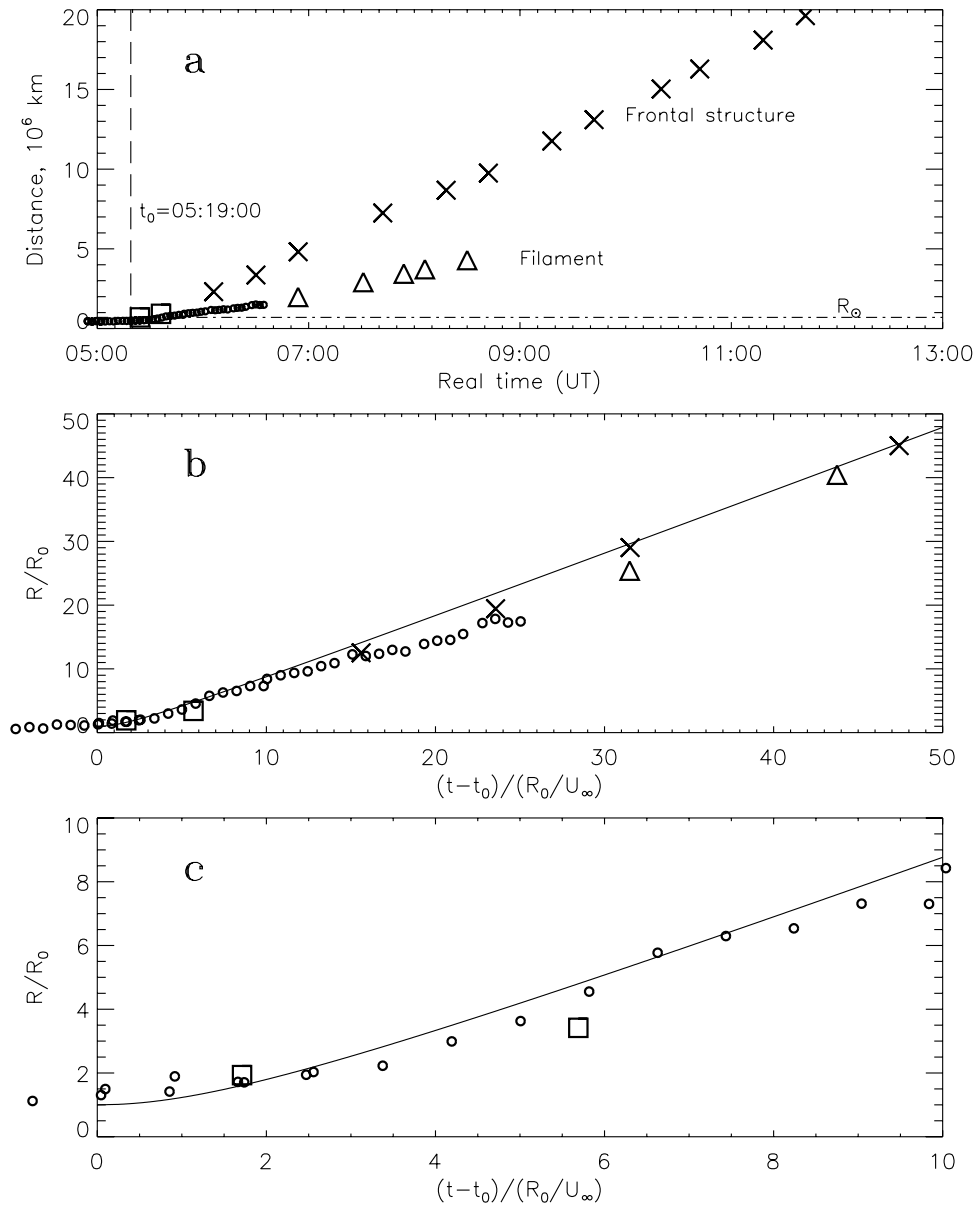 a
20
15
10
5
0
Distance, 10⁶ km
t₀=05:19:00
Frontal structure
Filament
R☉
05:00 07:00 09:00 11:00 13:00
Real time (UT)
b
50
40
30
20
10
0
R/R₀
0 10 20 30 40 50
(t−t₀)/(R₀/U∞)
c
10
8
6
4
2
0
R/R₀
0 2 4 6 8 10
(t−t₀)/(R₀/U∞)